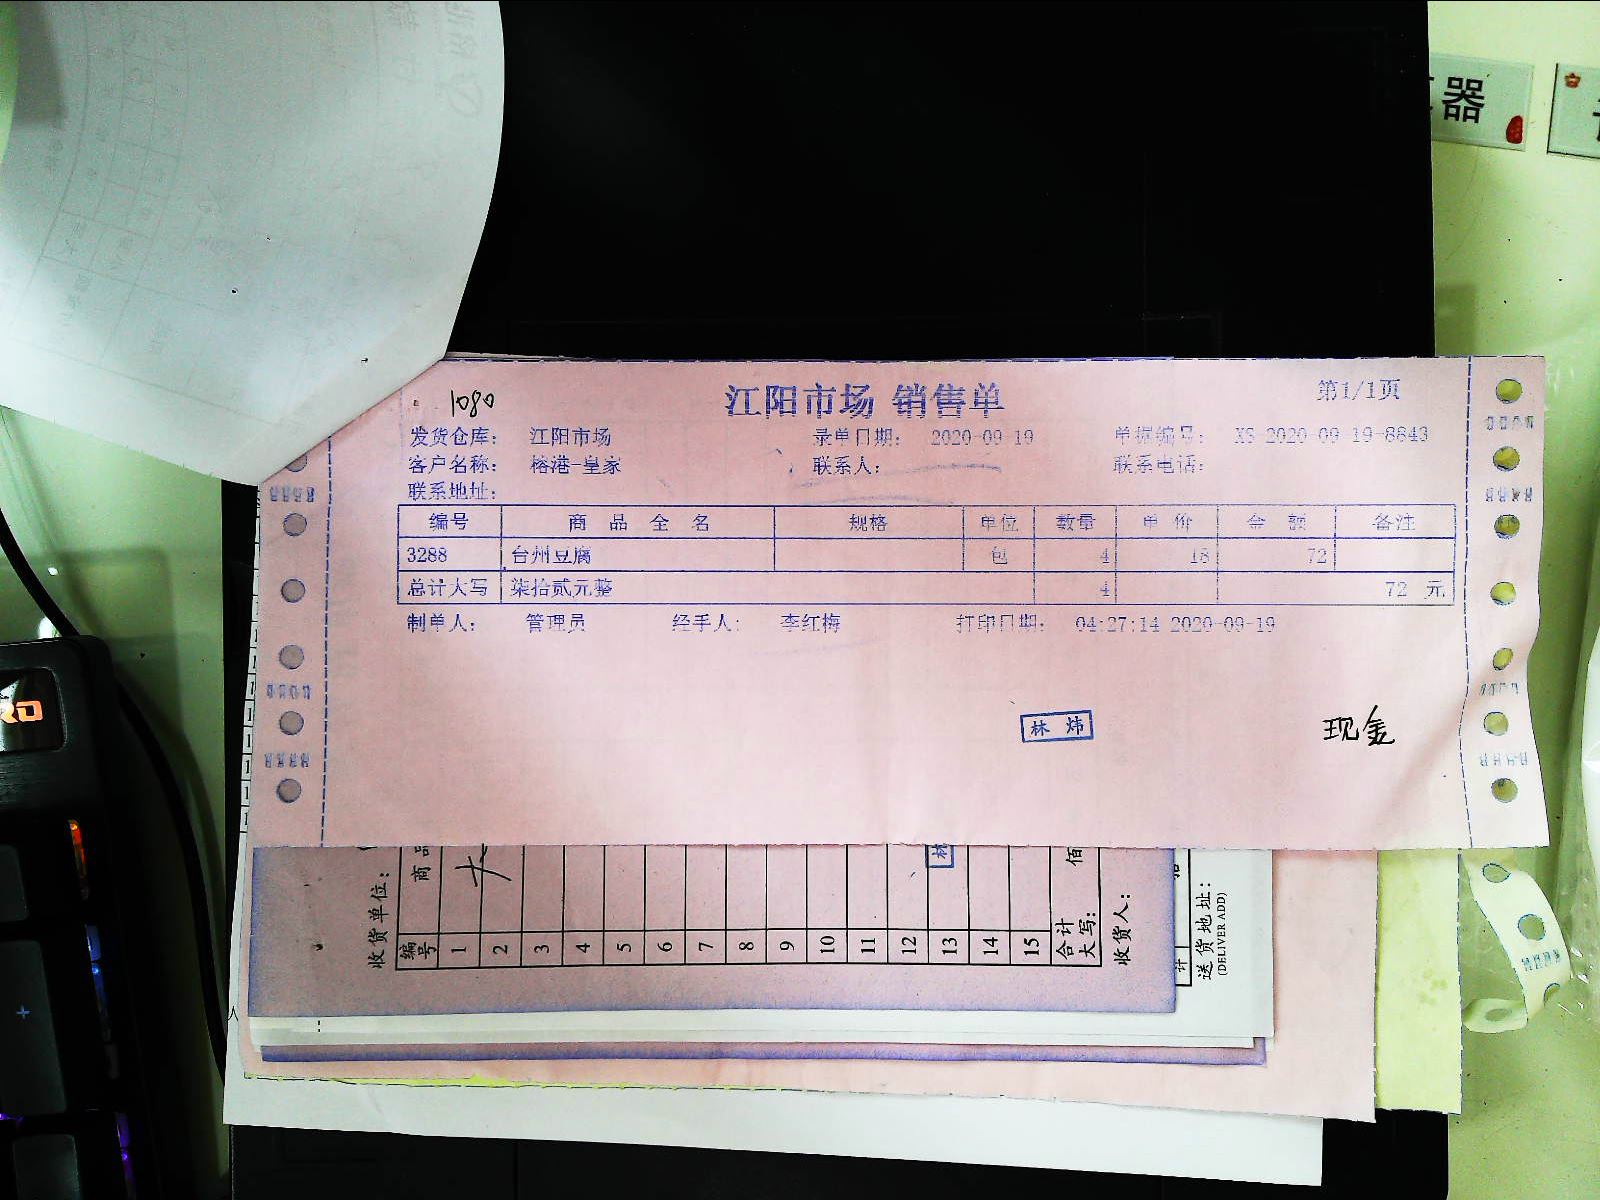 江阳市场 销售单
第1/1页
1080
发货仓库： 江阳市场 录单日期： 2020-09-19 单据编号： XS-2020-09-19-8843
客户名称： 榕港-皇家 联系人： 联系电话：
联系地址：
编号 商品全名 规格 单位 数量 单价 金额 备注
3288 台州豆腐 包 4 18 72
总计大写 柒拾贰元整 4 72 元
制单人： 管理员 经手人： 李红梅 打印日期： 04:27:14 2020-09-19
林炜
现金
收货单位：
编号 商
1
2
3
4
5
6
7
8
9
10
11
12
13
14
15
合计大写： 佰
收货人：
送货地址：
(DELIVER ADD)
器